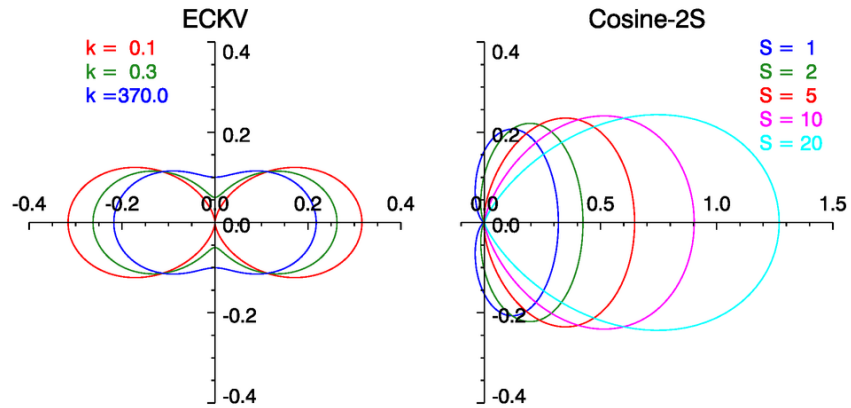 ECKV
k = 0.1
k = 0.3
k =370.0
0.4
0.2
-0.4
-0.2
0.0
0.2
0.4
0.0
-0.2
-0.4
Cosine-2S
S = 1
S = 2
S = 5
S = 10
S = 20
0.4
0.2
0.0
0.5
1.0
1.5
0.0
-0.2
-0.4